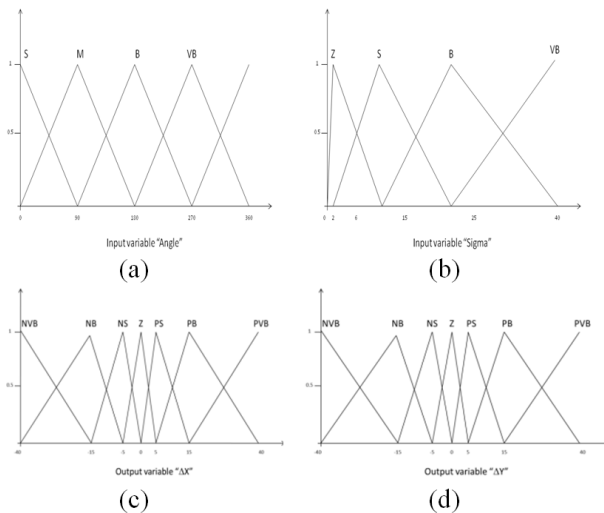 S M B VB
1
0.5
0 90 180 270 360
Input variable "Angle"
(a)
Z S B VB
1
0.5
0 2 6 15 25 40
Input variable "Sigma"
(b)
NVB NB NS Z PS PB PVB
1
0.5
-40 -15 -5 0 5 15 40
Output variable "ΔX"
(c)
NVB NB NS Z PS PB PVB
1
0.5
-40 -15 -5 0 5 15 40
Output variable "ΔY"
(d)